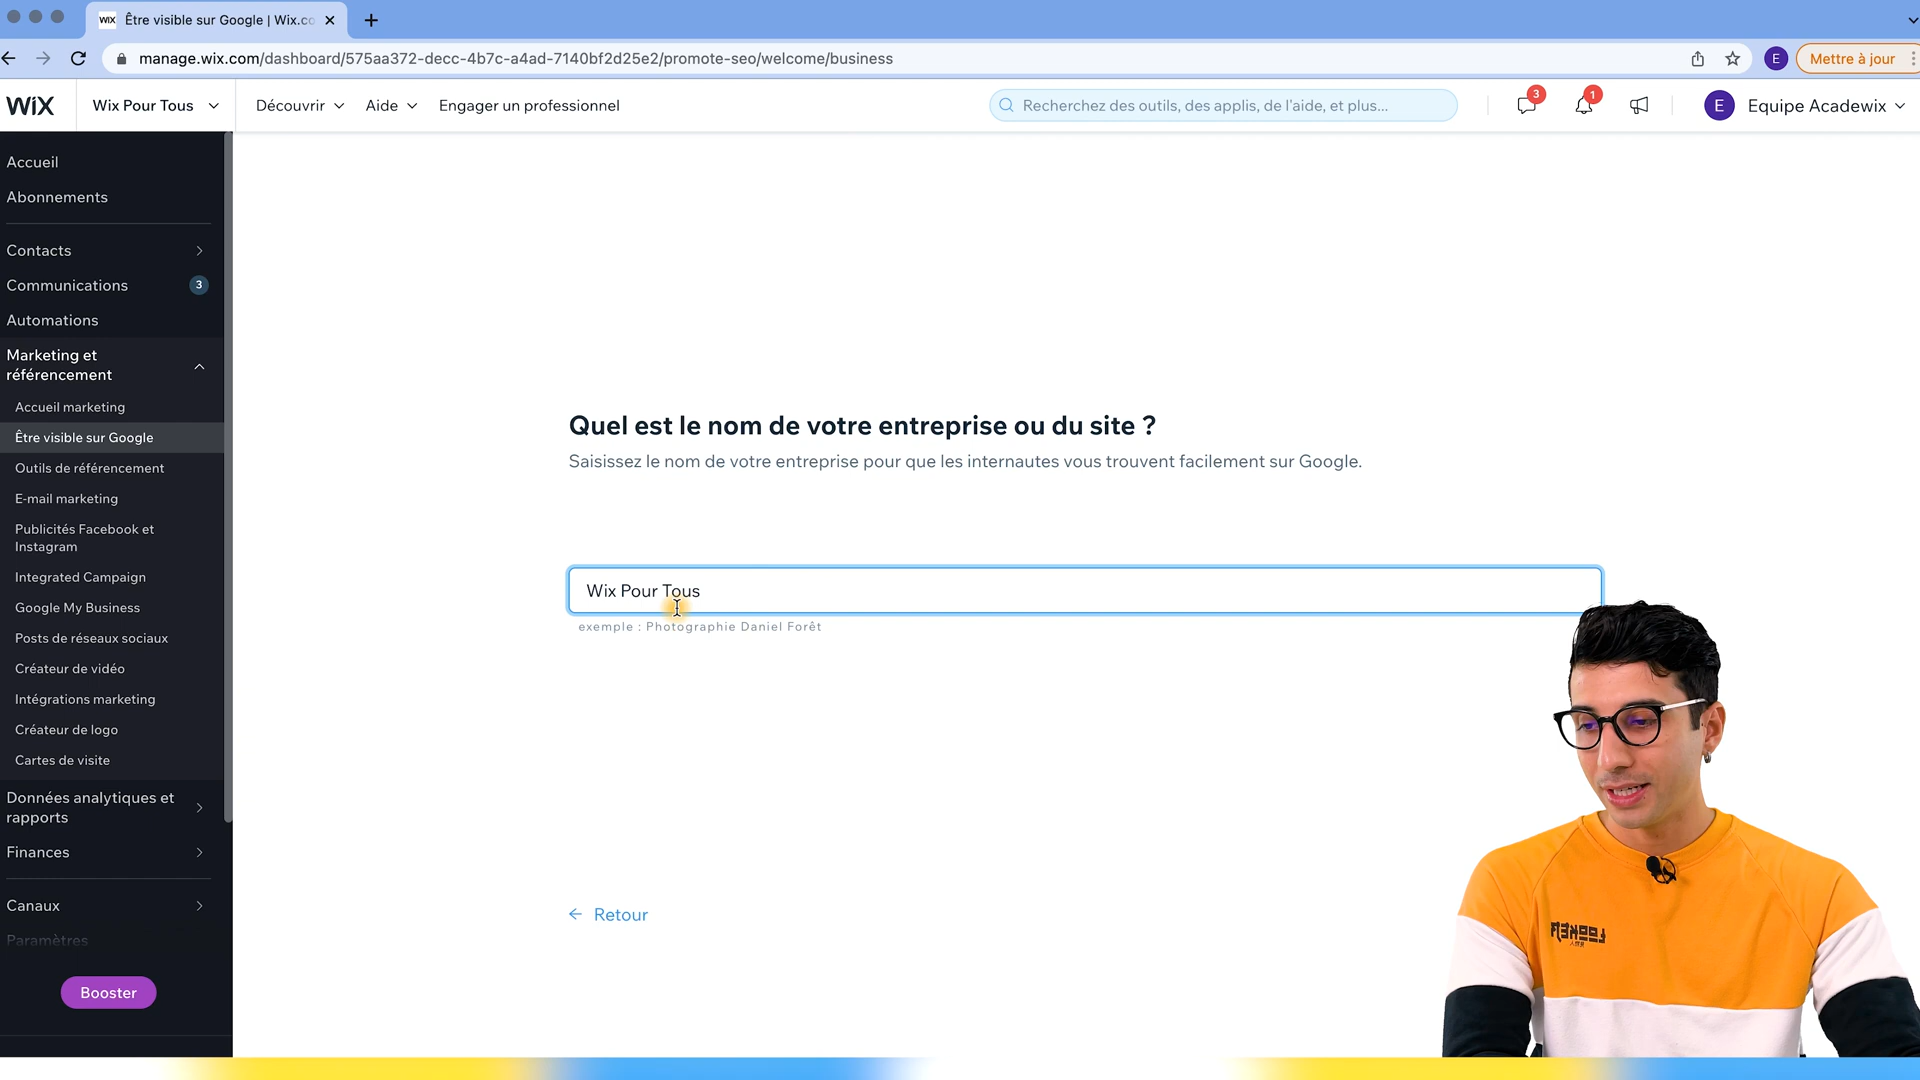 WIX Être visible sur Google | Wix.co
manage.wix.com/dashboard/575aa372-decc-4b7c-a4ad-7140bf2d25e2/promote-seo/welcome/business
E
Mettre à jour
WiX
Wix Pour Tous
Découvrir
Aide
Engager un professionnel
Recherchez des outils, des applis, de l'aide, et plus...
3
1
E
Equipe Acadewix
Accueil
Abonnements
Contacts
Communications
3
Automations
Marketing et
référencement
Accueil marketing
Être visible sur Google
Outils de référencement
E-mail marketing
Publicités Facebook et
Instagram
Integrated Campaign
Google My Business
Posts de réseaux sociaux
Créateur de vidéo
Intégrations marketing
Créateur de logo
Cartes de visite
Données analytiques et
rapports
Finances
Canaux
Paramètres
Booster
Quel est le nom de votre entreprise ou du site ?
Saisissez le nom de votre entreprise pour que les internautes vous trouvent facilement sur Google.
Wix Pour Tous
exemple : Photographie Daniel Forêt
Retour